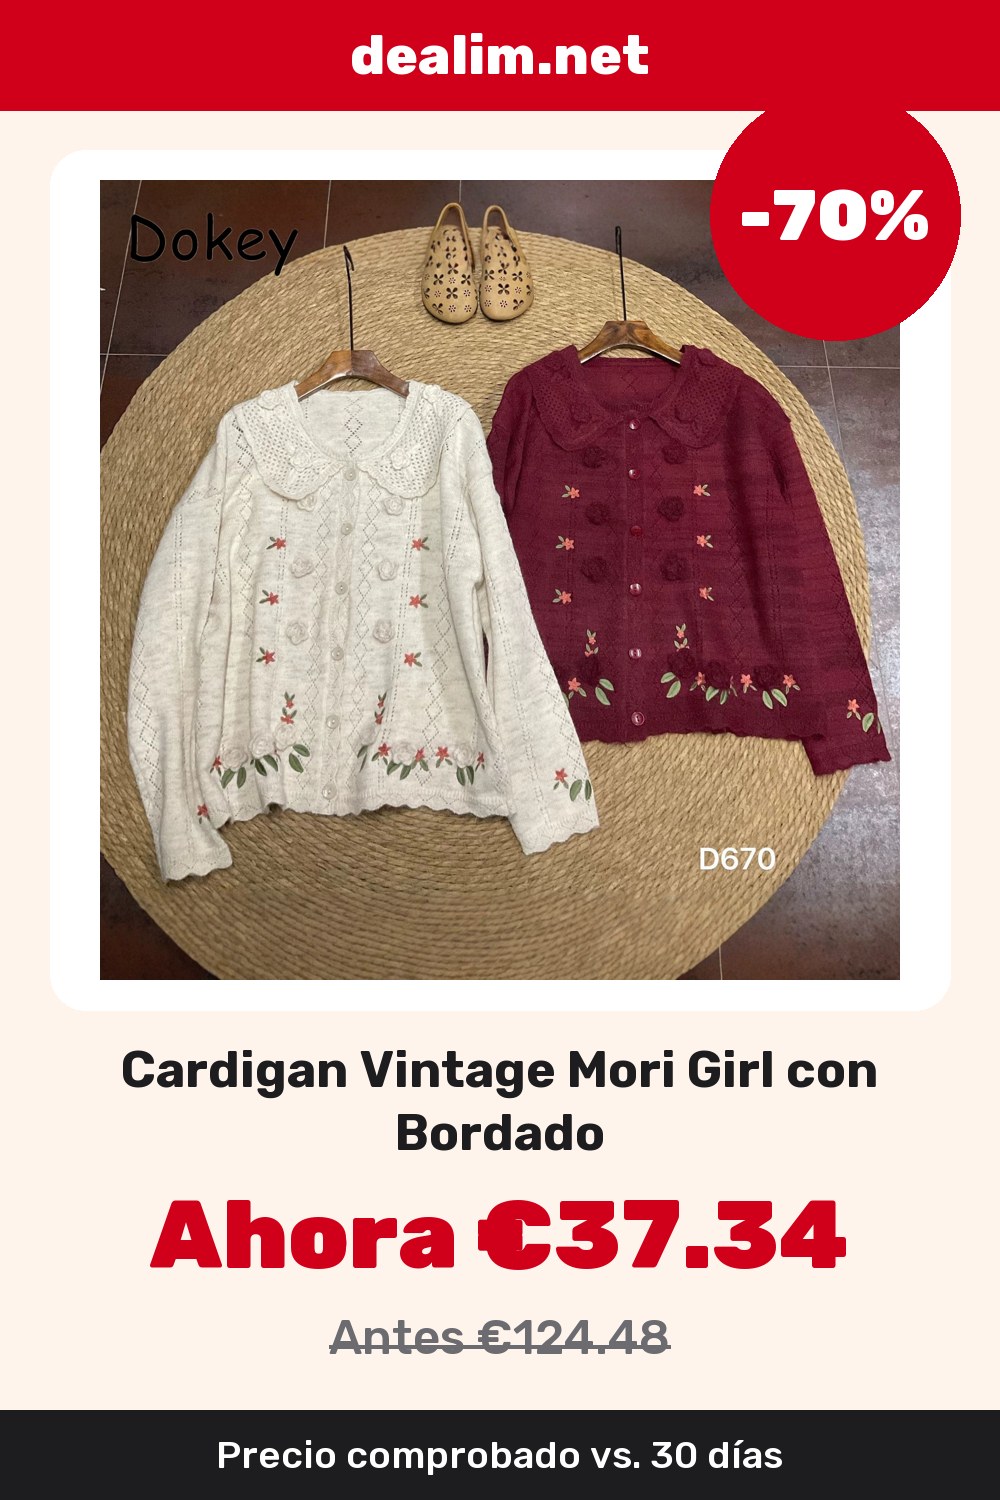 dealim.net
-70%
Dokey
D670
Cardigan Vintage Mori Girl con
Bordado
Ahora €37.34
Antes €124.48
Precio comprobado vs. 30 días